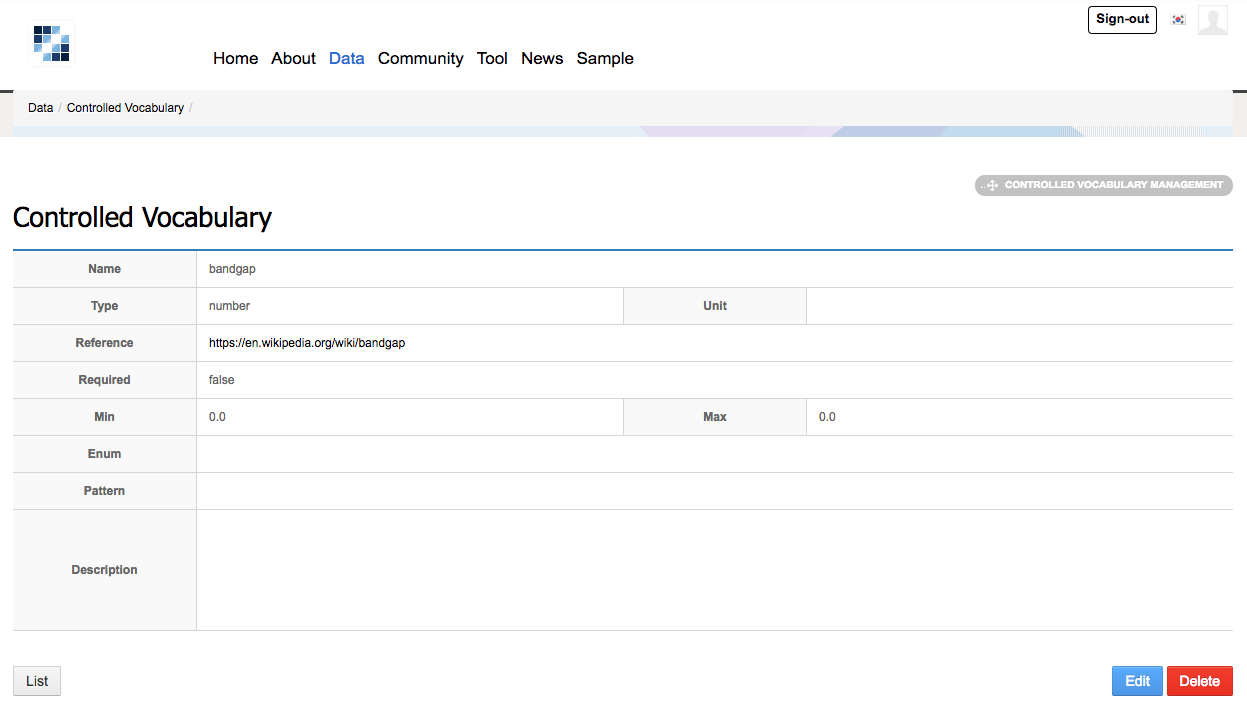 Sign-out
Home About Data Community Tool News Sample
Data / Controlled Vocabulary /
CONTROLLED VOCABULARY MANAGEMENT
Controlled Vocabulary
Name bandgap
Type number Unit
Reference https://en.wikipedia.org/wiki/bandgap
Required false
Min 0.0 Max 0.0
Enum
Pattern
Description
List Edit Delete